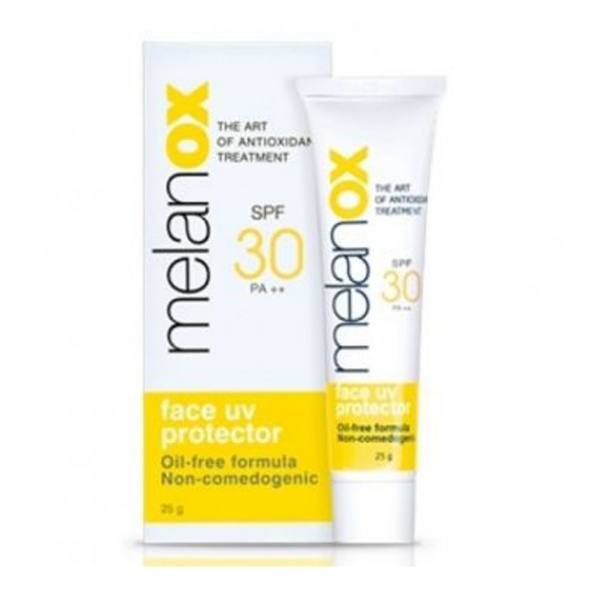 melanox
THE ART
OF ANTIOXIDAN
TREATMENT
SPF
30
PA ++
face uv
protector
Oil-free formula
Non-comedogenic
25 g
melanox
THE ART
OF ANTIOXIDA
TREATMENT
SPF
30
PA ++
face uv
protector
Oil-free formula
Non-comedogenic
25 g